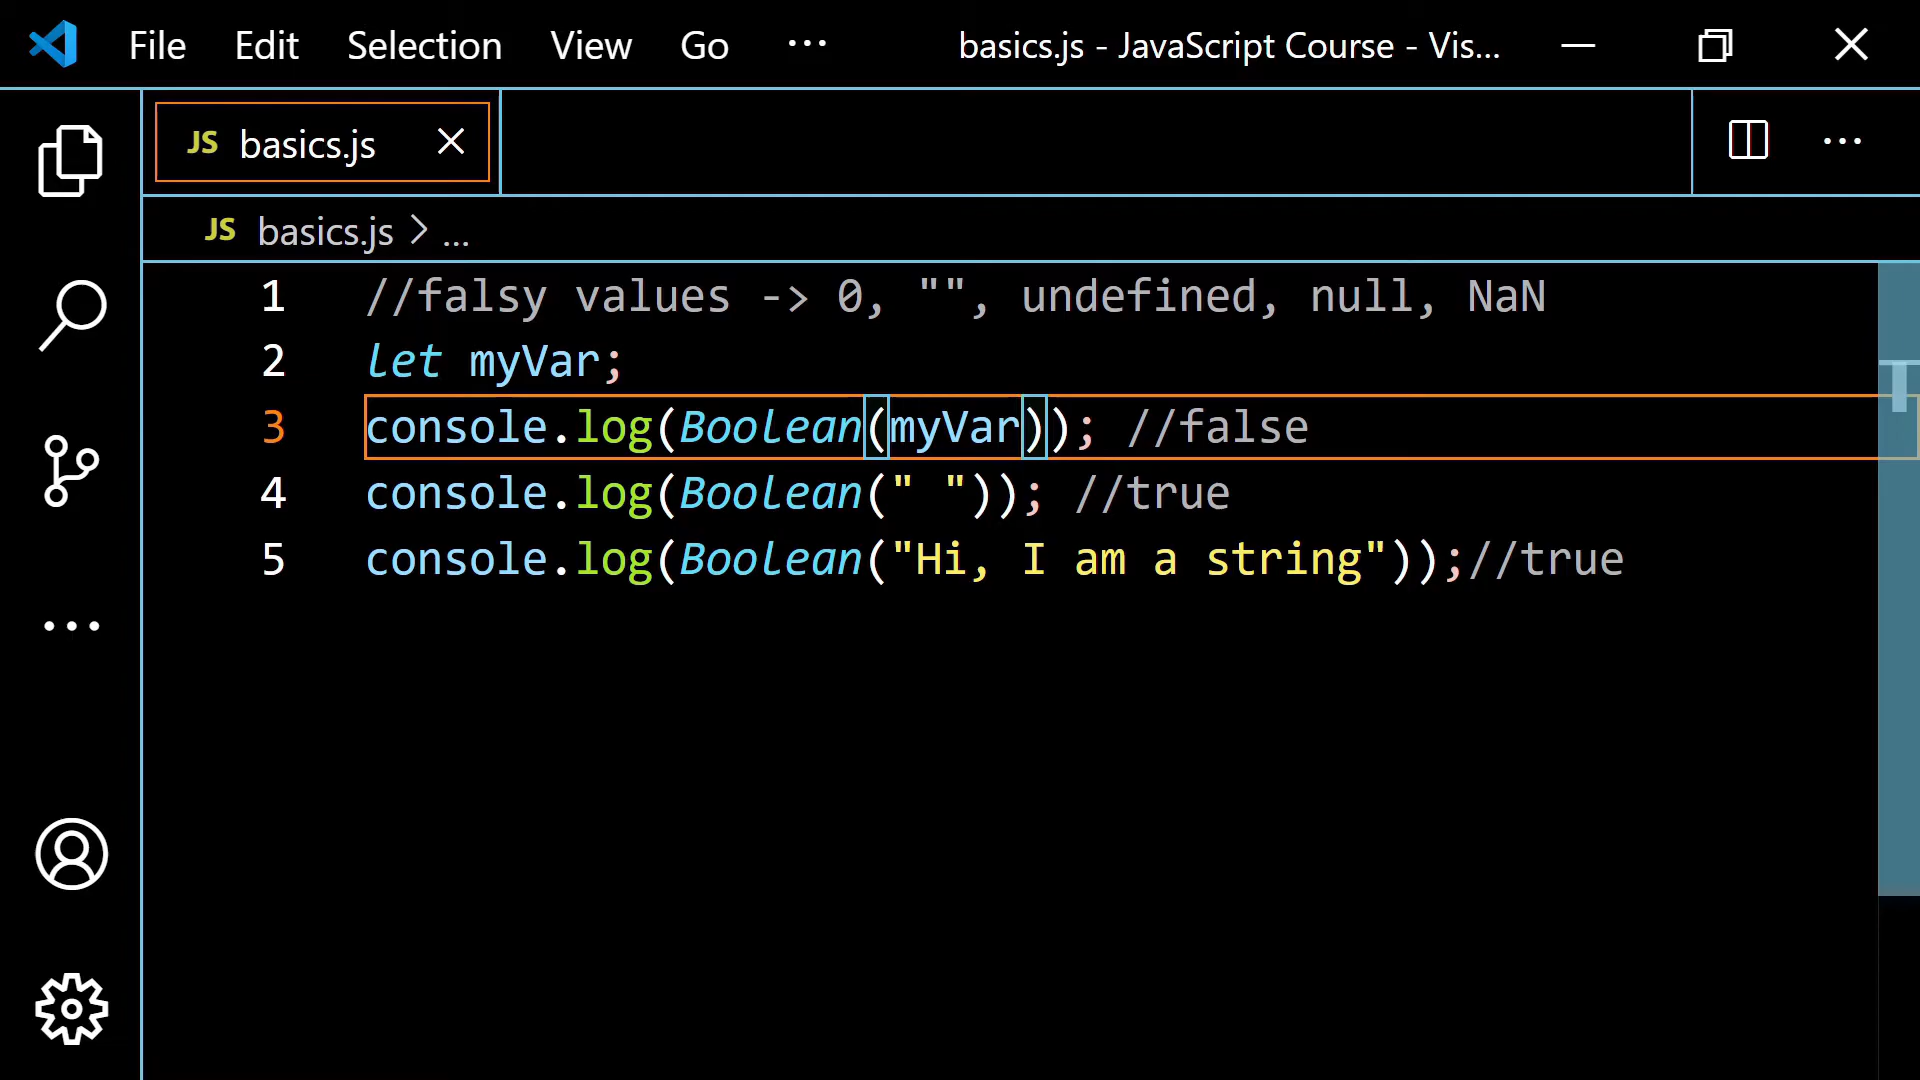 File Edit Selection View Go ··· basics.js - JavaScript Course - Vis...
JS basics.js
JS basics.js > ...
1 //falsy values -> 0, "", undefined, null, NaN
2 let myVar;
3 console.log(Boolean(myVar)); //false
4 console.log(Boolean(" ")); //true
5 console.log(Boolean("Hi, I am a string"));//true